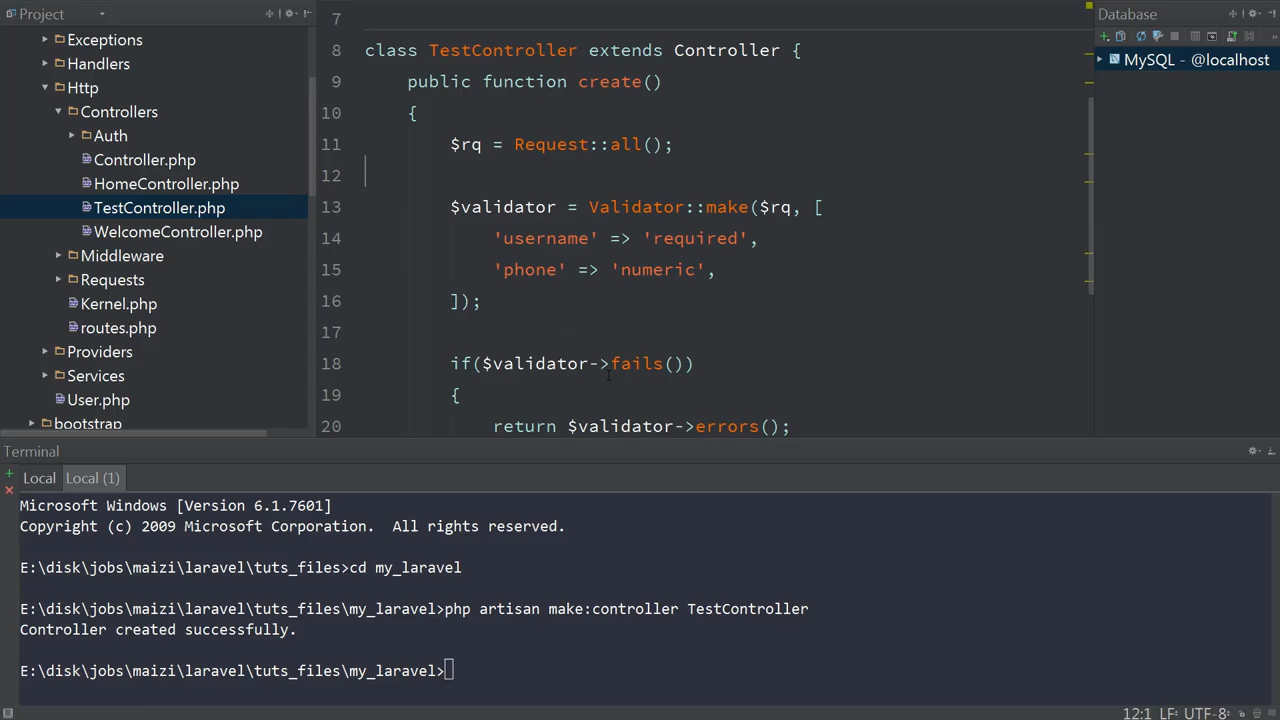 Project
Exceptions
Handlers
Http
Controllers
Auth
Controller.php
HomeController.php
TestController.php
WelcomeController.php
Middleware
Requests
Kernel.php
routes.php
Providers
Services
User.php
bootstrap
7
8 class TestController extends Controller {
9 public function create()
10 {
11 $rq = Request::all();
12
13 $validator = Validator::make($rq, [
14 'username' => 'required',
15 'phone' => 'numeric',
16 ]);
17
18 if($validator->fails())
19 {
20 return $validator->errors();
Database
MySQL - @localhost
Terminal
Local Local (1)
Microsoft Windows [Version 6.1.7601]
Copyright (c) 2009 Microsoft Corporation. All rights reserved.
E:\disk\jobs\maizi\laravel\tuts_files>cd my_laravel
E:\disk\jobs\maizi\laravel\tuts_files\my_laravel>php artisan make:controller TestController
Controller created successfully.
E:\disk\jobs\maizi\laravel\tuts_files\my_laravel>
12:1 LF÷ UTF-8÷